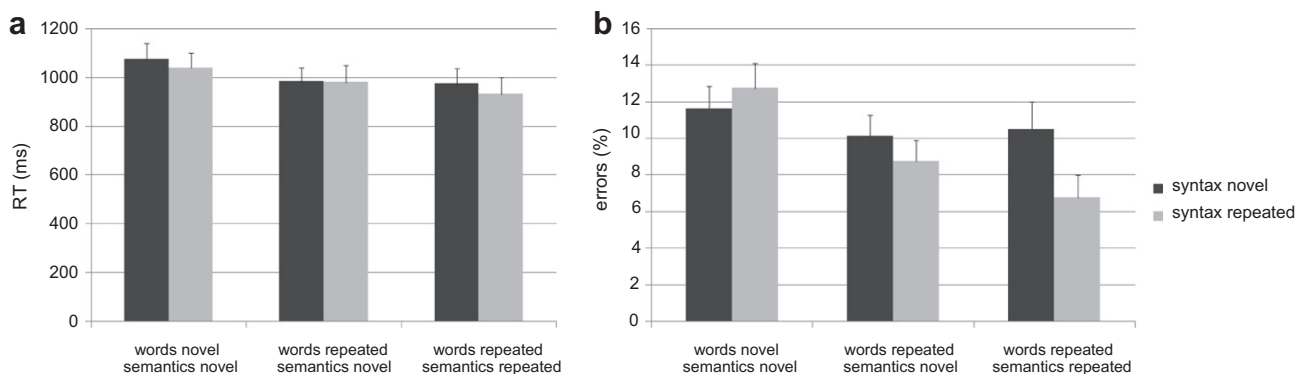 a
1200
1000
800
600
400
200
0
RT (ms)
words novel
semantics novel
words repeated
semantics novel
words repeated
semantics repeated
b
16
14
12
10
8
6
4
2
0
errors (%)
words novel
semantics novel
words repeated
semantics novel
words repeated
semantics repeated
syntax novel
syntax repeated